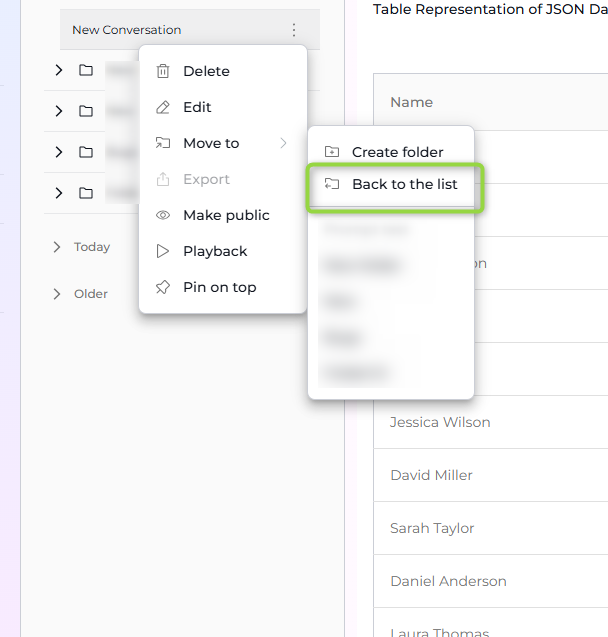 New Conversation
Delete
Edit
Move to
Export
Make public
Playback
Pin on top
Create folder
Back to the list
Today
Older
Table Representation of JSON Da
Name
on
Jessica Wilson
David Miller
Sarah Taylor
Daniel Anderson
Laura Thomas